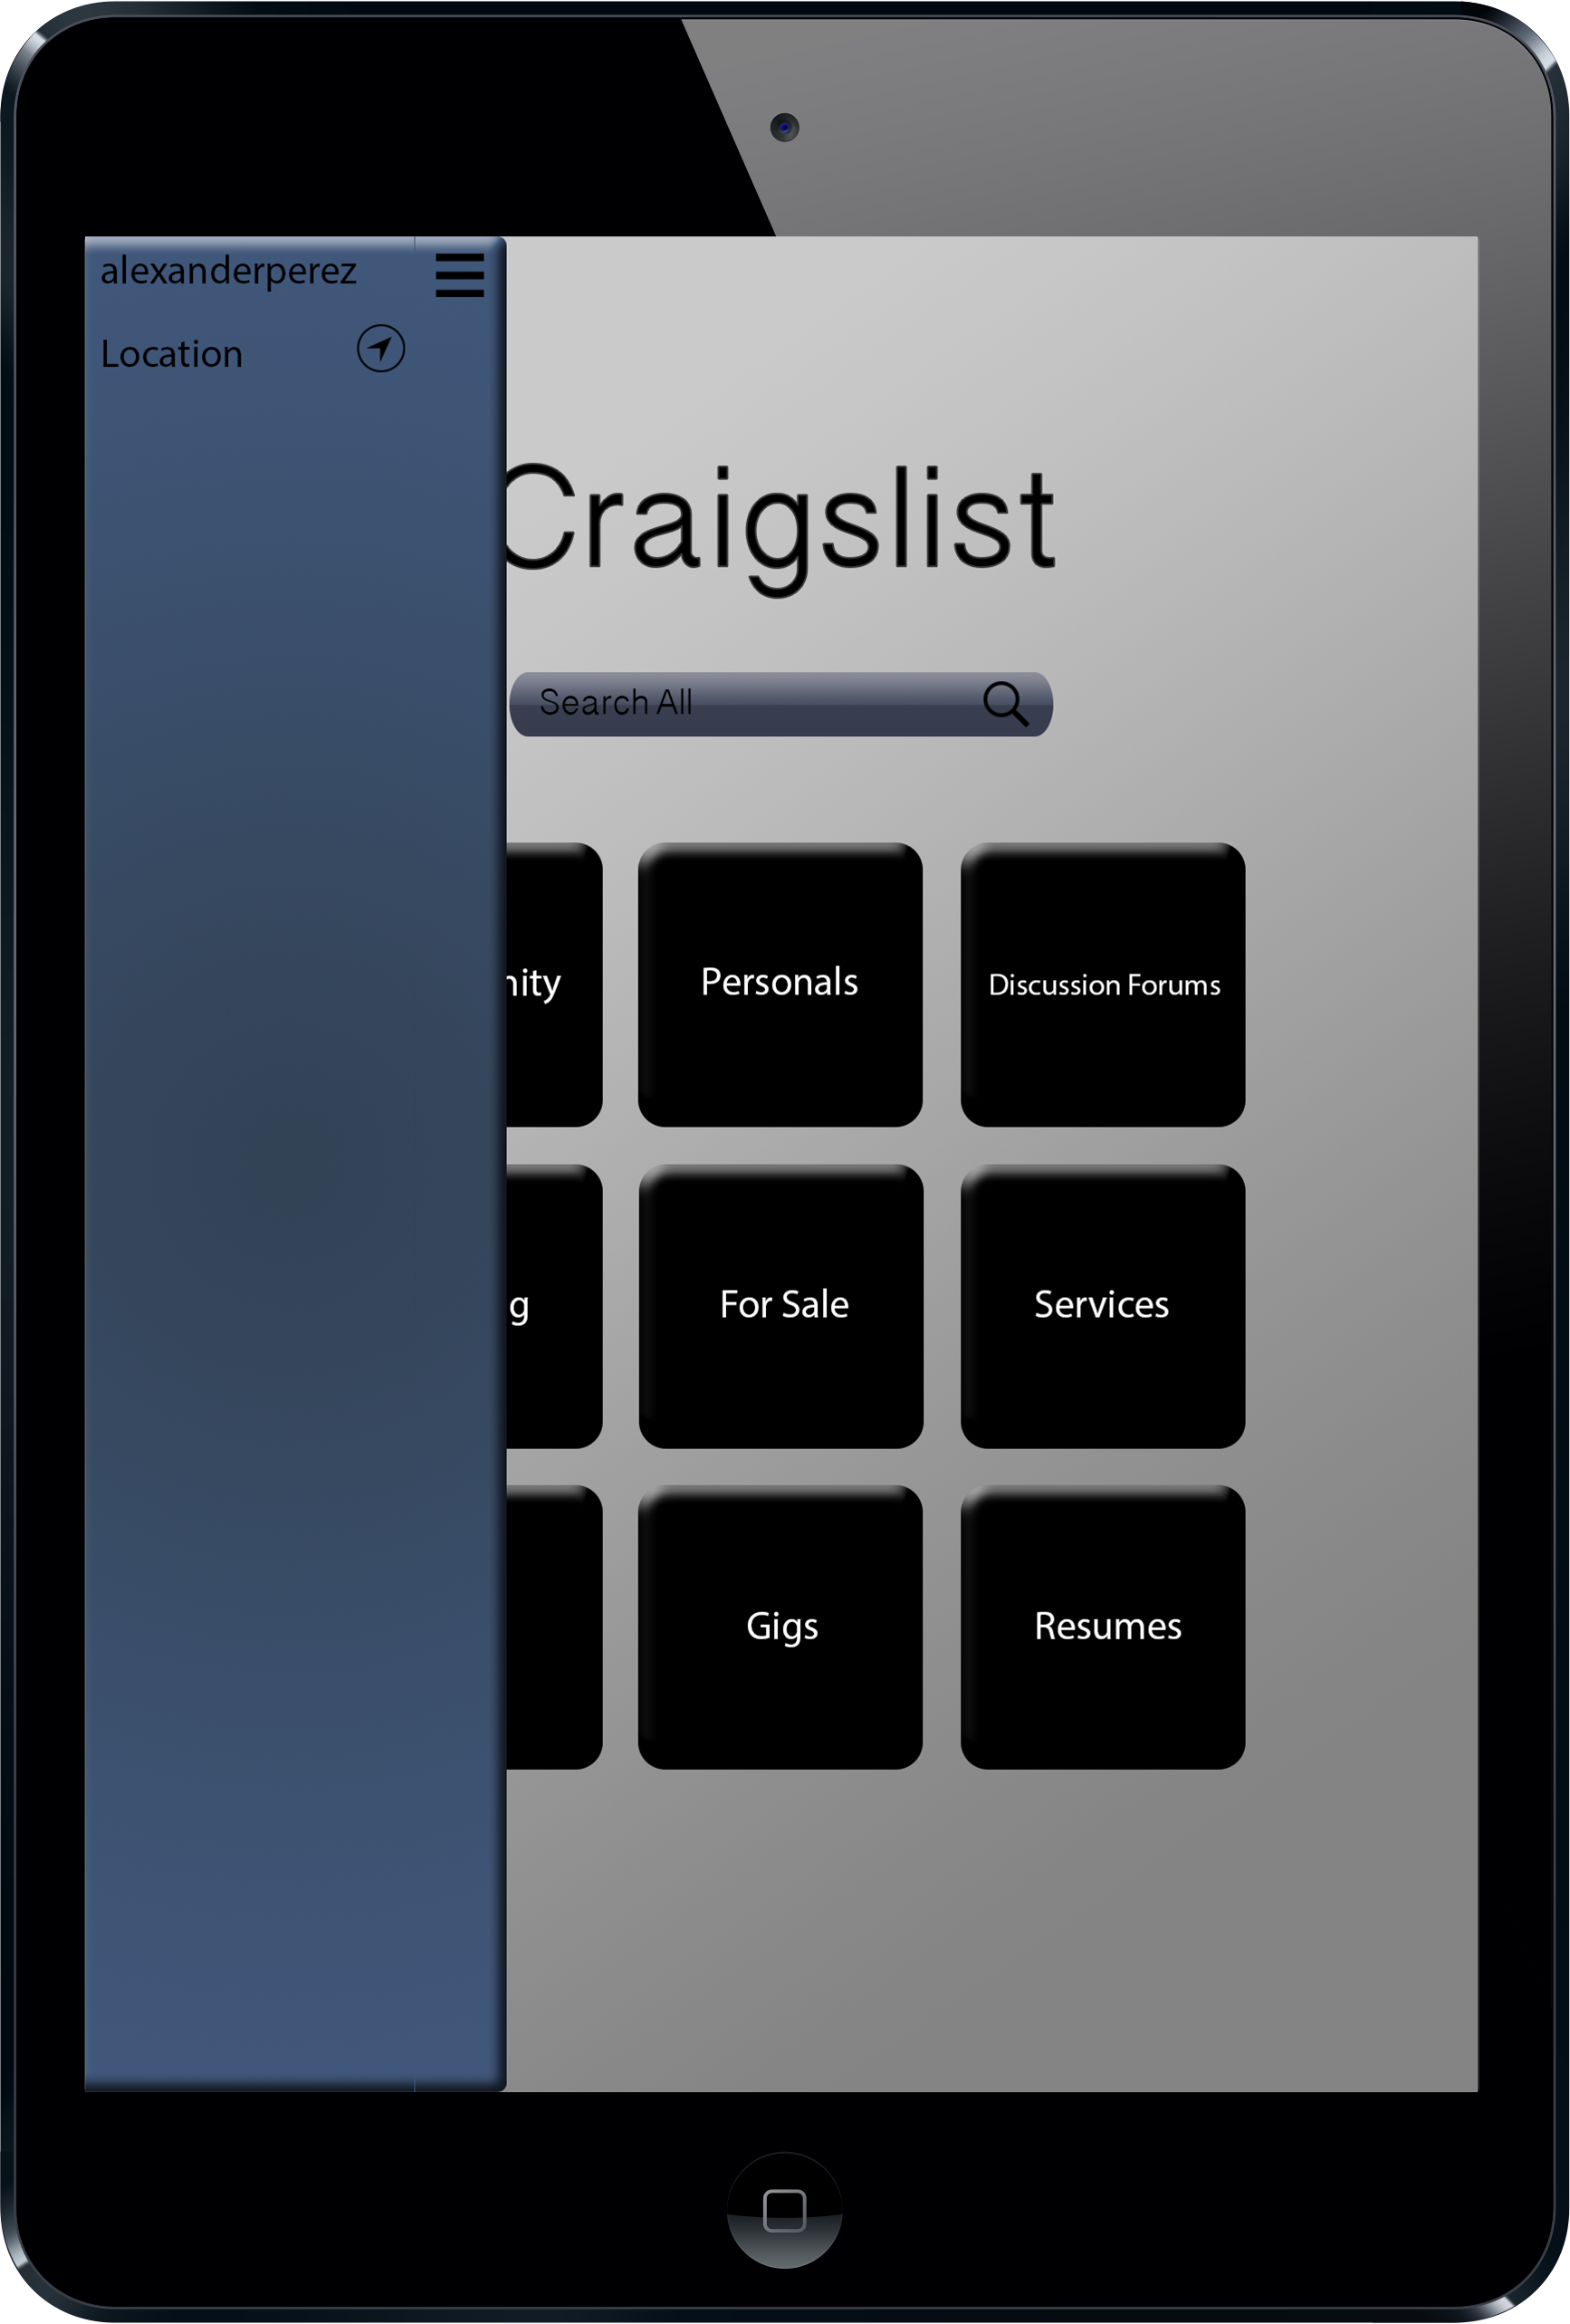 alexanderperez
Location
Craigslist
Search All
nity
Personals
Discussion Forums
g
For Sale
Services
Gigs
Resumes